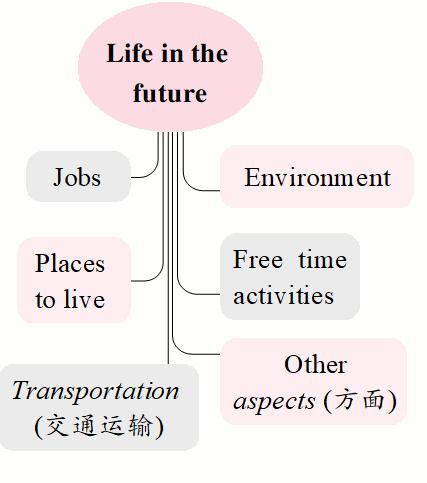 Life in the
future
Jobs
Environment
Places
to live
Free time
activities
Transportation
(交通运输)
Other
aspects (方面)